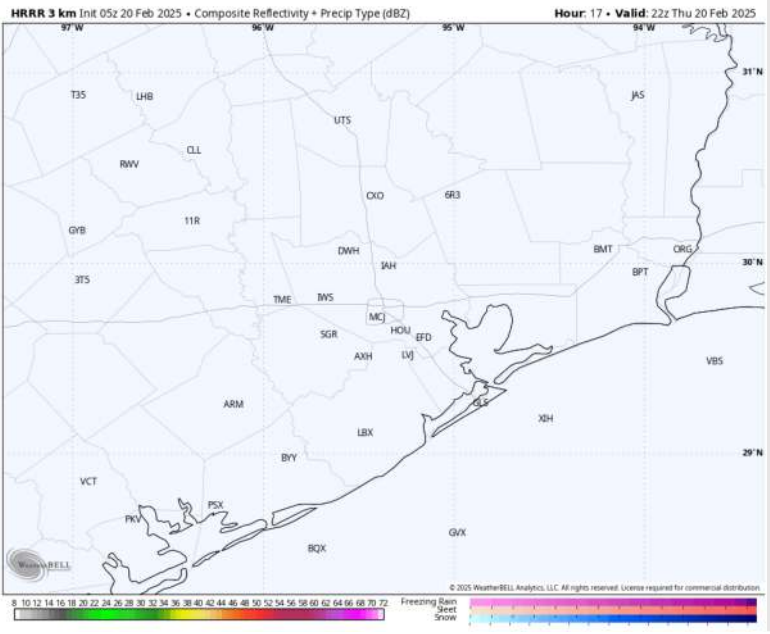 HRRR 3 km Init 05z 20 Feb 2025 • Composite Reflectivity + Precip Type (dBZ)
Hour: 17 • Valid: 22z Thu 20 Feb 2025
97°W 96°W 95°W 94°W
31°N
T35 LHB JAS
UTS
CLL
RWV
CXO 6R3
11R
GYB
DWH BMT ORG
IAH 30°N
3T5 BPT
TME IWS
MCJ
SGR HOU EFD
AXH LVJ VBS
ARM GLS
LBX XIH
29°N
BYY
VCT
PSX
PKV
GVX
BQX
WEATHERBELL
© 2025 WeatherBELL Analytics, LLC. All rights reserved. License required for commercial distribution.
8 10 12 14 16 18 20 22 24 26 28 30 32 34 36 38 40 42 44 46 48 50 52 54 56 58 60 62 64 66 68 70 72
Freezing Rain
Sleet
Snow